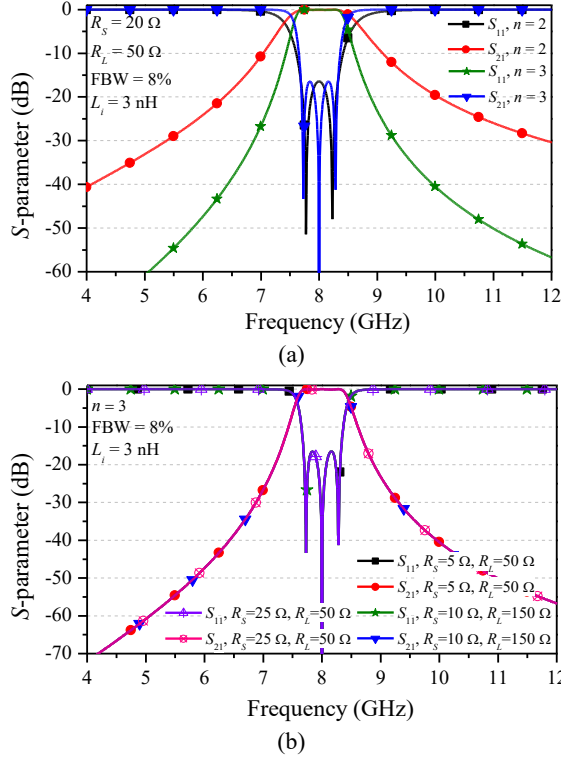 0
-10
-20
-30
-40
-50
-60
S-parameter (dB)
R_S = 20 Ω
R_L = 50 Ω
FBW = 8%
L_i = 3 nH
S_11, n = 2
S_21, n = 2
S_11, n = 3
S_21, n = 3
4 5 6 7 8 9 10 11 12
Frequency (GHz)
(a)
0
-10
-20
-30
-40
-50
-60
-70
S-parameter (dB)
n = 3
FBW = 8%
L_i = 3 nH
S_11, R_S=5 Ω, R_L=50 Ω
S_21, R_S=5 Ω, R_L=50 Ω
S_11, R_S=25 Ω, R_L=50 Ω
S_11, R_S=10 Ω, R_L=150 Ω
S_21, R_S=25 Ω, R_L=50 Ω
S_21, R_S=10 Ω, R_L=150 Ω
4 5 6 7 8 9 10 11 12
Frequency (GHz)
(b)